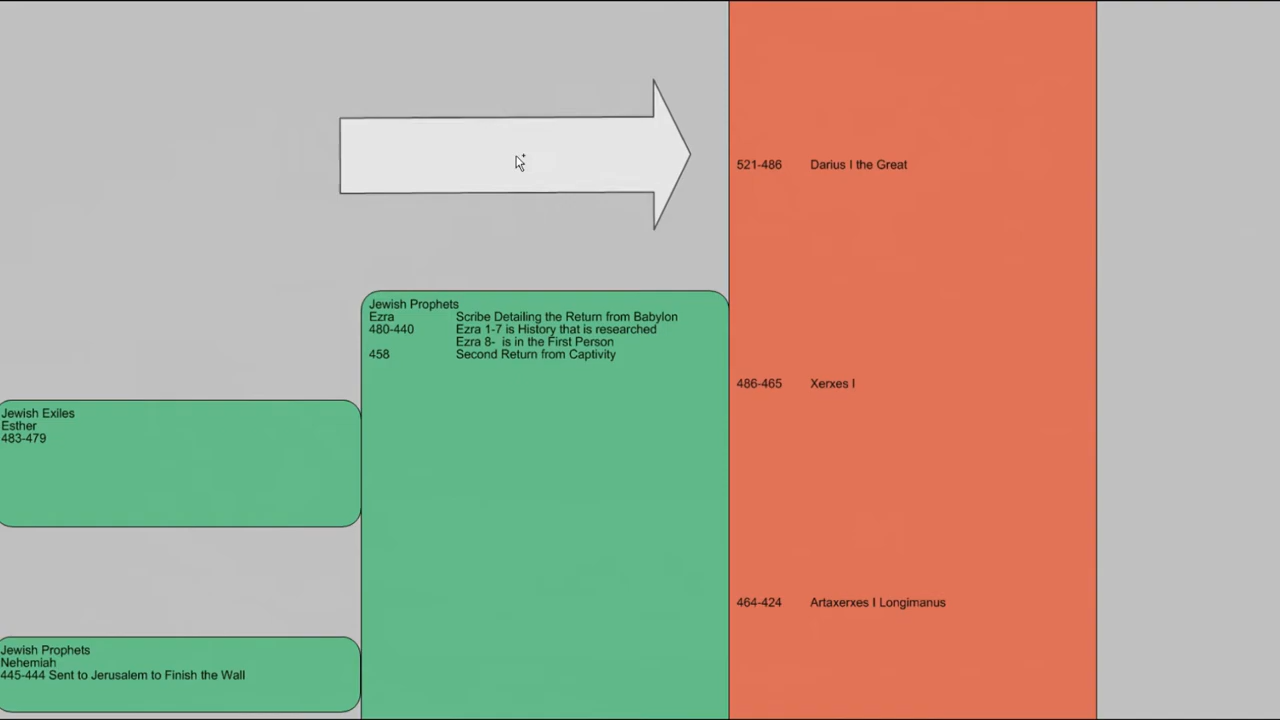 521-486 Darius I the Great
Jewish Prophets
Ezra Scribe Detailing the Return from Babylon
480-440 Ezra 1-7 is History that is researched
Ezra 8- is in the First Person
458 Second Return from Captivity
486-465 Xerxes I
Jewish Exiles
Esther
483-479
464-424 Artaxerxes I Longimanus
Jewish Prophets
Nehemiah
445-444 Sent to Jerusalem to Finish the Wall